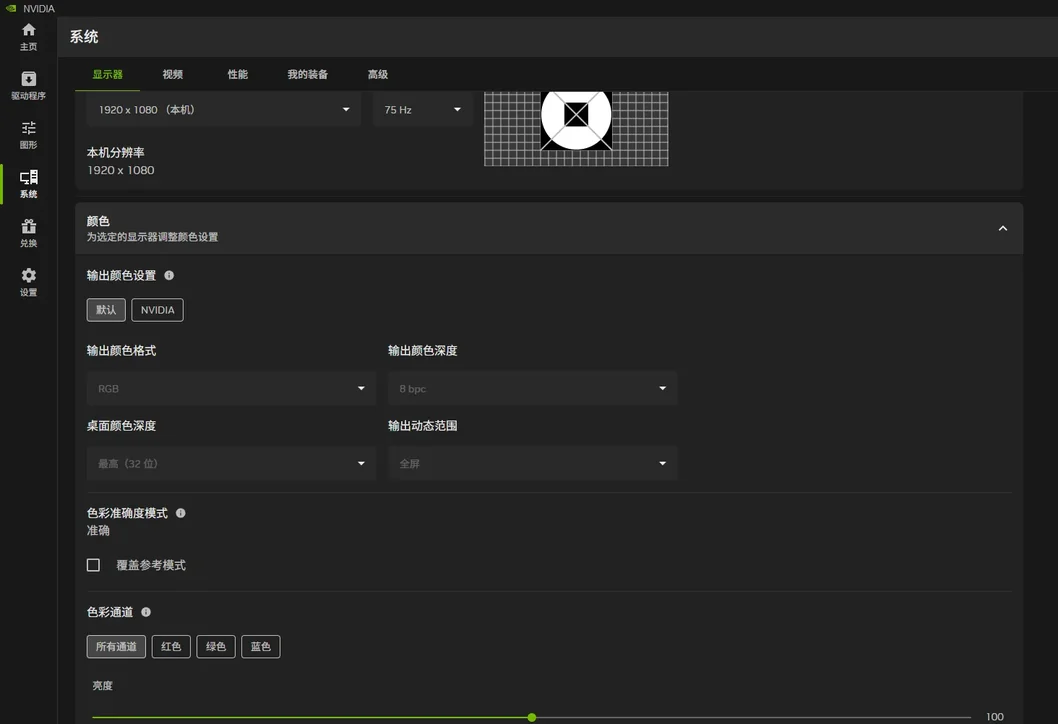 NVIDIA
主页
驱动程序
图形
系统
兑换
设置
系统
显示器
视频
性能
我的装备
高级
1920 x 1080 （本机）
75 Hz
本机分辨率
1920 x 1080
颜色
为选定的显示器调整颜色设置
输出颜色设置
默认
NVIDIA
输出颜色格式
输出颜色深度
RGB
8 bpc
桌面颜色深度
输出动态范围
最高（32 位）
全屏
色彩准确度模式
准确
覆盖参考模式
色彩通道
所有通道
红色
绿色
蓝色
亮度
100